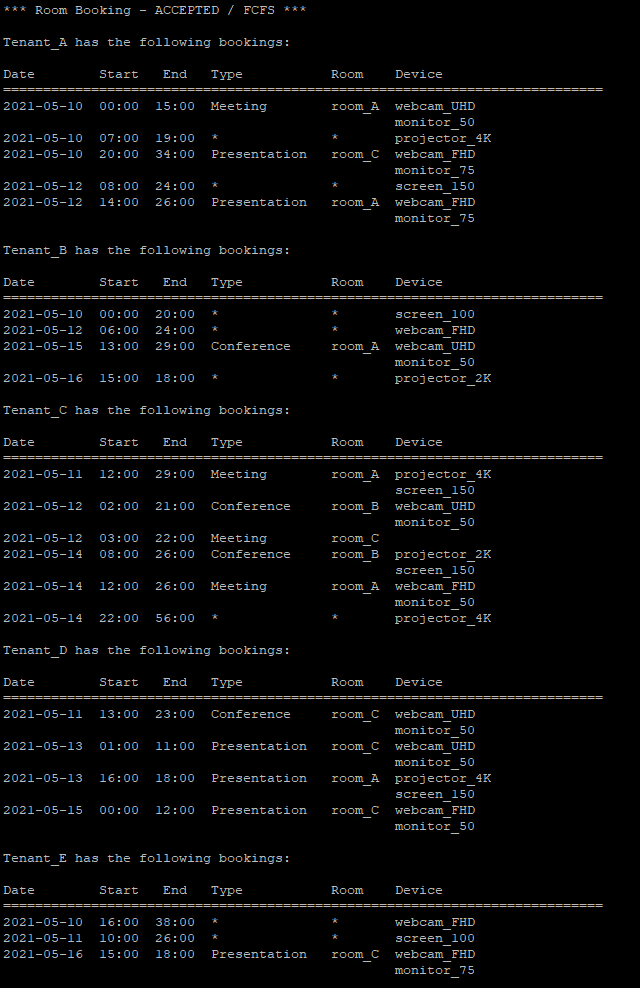 *** Room Booking - ACCEPTED / FCFS ***

Tenant_A has the following bookings:

Date        Start   End   Type           Room    Device
===========================================================================
2021-05-10  00:00  15:00  Meeting        room_A  webcam_UHD
                                                 monitor_50
2021-05-10  07:00  19:00  *              *       projector_4K
2021-05-10  20:00  34:00  Presentation   room_C  webcam_FHD
                                                 monitor_75
2021-05-12  08:00  24:00  *              *       screen_150
2021-05-12  14:00  26:00  Presentation   room_A  webcam_FHD
                                                 monitor_75

Tenant_B has the following bookings:

Date        Start   End   Type           Room    Device
===========================================================================
2021-05-10  00:00  20:00  *              *       screen_100
2021-05-12  06:00  24:00  *              *       webcam_FHD
2021-05-15  13:00  29:00  Conference     room_A  webcam_UHD
                                                 monitor_50
2021-05-16  15:00  18:00  *              *       projector_2K

Tenant_C has the following bookings:

Date        Start   End   Type           Room    Device
===========================================================================
2021-05-11  12:00  29:00  Meeting        room_A  projector_4K
                                                 screen_150
2021-05-12  02:00  21:00  Conference     room_B  webcam_UHD
                                                 monitor_50
2021-05-12  03:00  22:00  Meeting        room_C
2021-05-14  08:00  26:00  Conference     room_B  projector_2K
                                                 screen_150
2021-05-14  12:00  26:00  Meeting        room_A  webcam_FHD
                                                 monitor_50
2021-05-14  22:00  56:00  *              *       projector_4K

Tenant_D has the following bookings:

Date        Start   End   Type           Room    Device
===========================================================================
2021-05-11  13:00  23:00  Conference     room_C  webcam_UHD
                                                 monitor_50
2021-05-13  01:00  11:00  Presentation   room_C  webcam_UHD
                                                 monitor_50
2021-05-13  16:00  18:00  Presentation   room_A  projector_4K
                                                 screen_150
2021-05-15  00:00  12:00  Presentation   room_C  webcam_FHD
                                                 monitor_50

Tenant_E has the following bookings:

Date        Start   End   Type           Room    Device
===========================================================================
2021-05-10  16:00  38:00  *              *       webcam_FHD
2021-05-11  10:00  26:00  *              *       screen_100
2021-05-16  15:00  18:00  Presentation   room_C  webcam_FHD
                                                 monitor_75